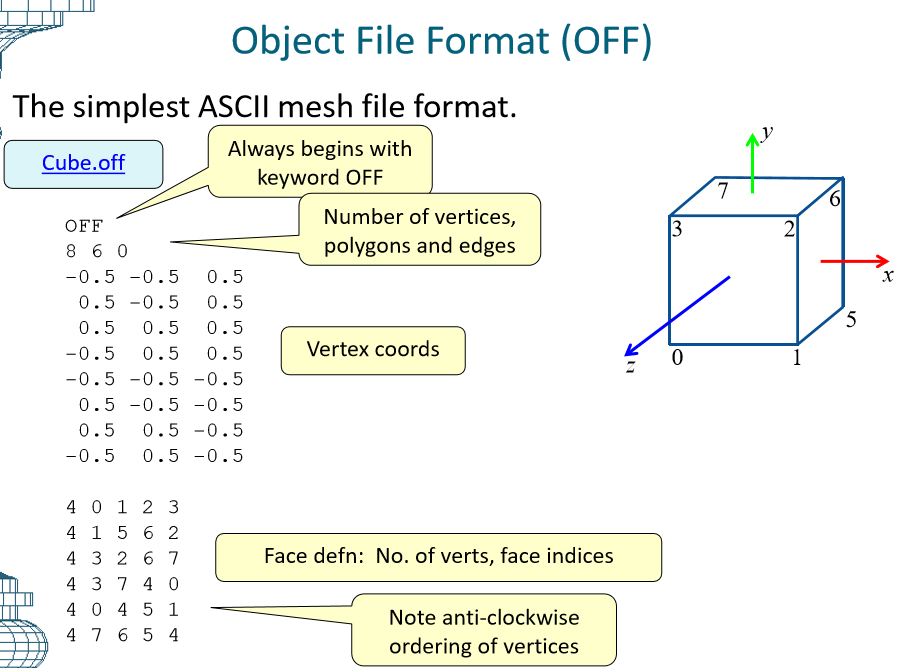 Object File Format (OFF)
The simplest ASCII mesh file format.
Cube.off
Always begins with
keyword OFF
Number of vertices,
polygons and edges
OFF
8 6 0
-0.5 -0.5 0.5
0.5 -0.5 0.5
0.5 0.5 0.5
-0.5 0.5 0.5
-0.5 -0.5 -0.5
0.5 -0.5 -0.5
0.5 0.5 -0.5
-0.5 0.5 -0.5
Vertex coords
4 0 1 2 3
4 1 5 6 2
4 3 2 6 7
4 3 7 4 0
4 0 4 5 1
4 7 6 5 4
Face defn: No. of verts, face indices
Note anti-clockwise
ordering of vertices
y
7
6
3
2
x
5
z
0
1